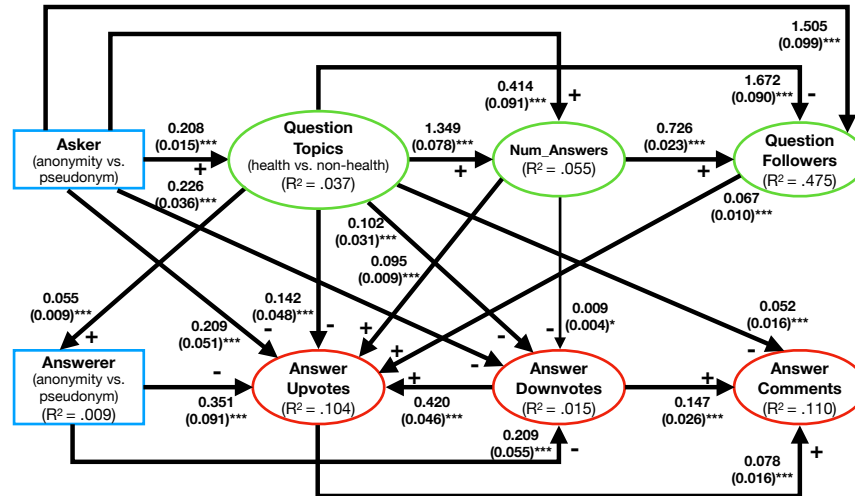 1.505
(0.099)***
0.414
(0.091)***
+
1.672
(0.090)***
-
Asker
(anonymity vs.
pseudonym)
0.208
(0.015)***
+
Question
Topics
(health vs. non-health)
(R² = .037)
1.349
(0.078)***
+
Num_Answers
(R² = .055)
0.726
(0.023)***
+
Question
Followers
(R² = .475)
0.226
(0.036)***
0.102
(0.031)***
0.095
(0.009)***
0.067
(0.010)***
0.055
(0.009)***
+
0.209
(0.051)***
-
0.142
(0.048)***
-
+
+
-
-
0.009
(0.004)*
-
0.052
(0.016)***
-
Answerer
(anonymity vs.
pseudonym)
(R² = .009)
-
0.351
(0.091)***
Answer
Upvotes
(R² = .104)
+
0.420
(0.046)***
Answer
Downvotes
(R² = .015)
+
0.147
(0.026)***
Answer
Comments
(R² = .110)
0.209
(0.055)***
-
0.078
(0.016)***
+